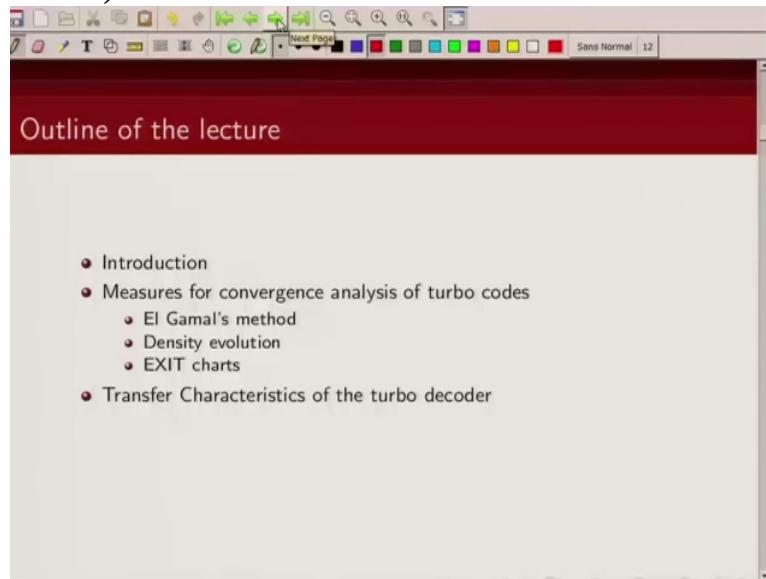 T
Next Page
Sans Normal 12
Outline of the lecture
Introduction
Measures for convergence analysis of turbo codes
El Gamal's method
Density evolution
EXIT charts
Transfer Characteristics of the turbo decoder